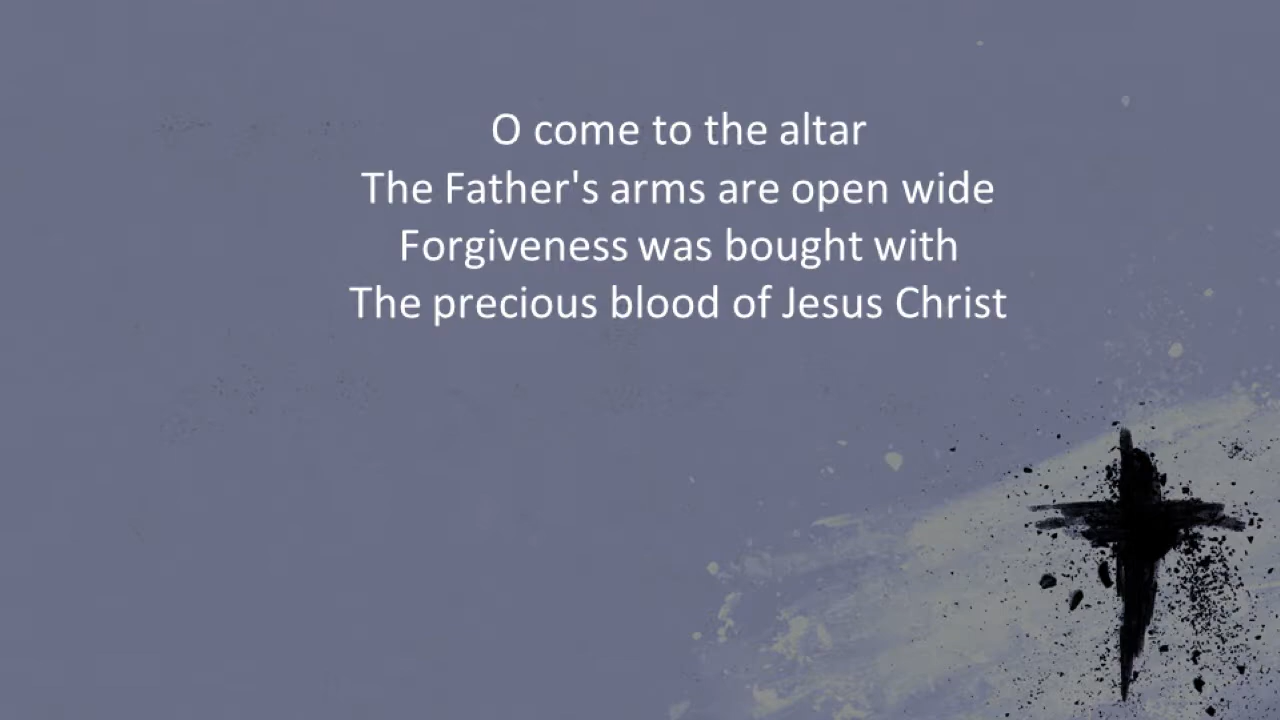 O come to the altar
The Father's arms are open wide
Forgiveness was bought with
The precious blood of Jesus Christ